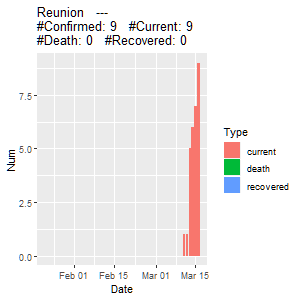 Reunion   ---
#Confirmed: 9   #Current: 9
#Death: 0   #Recovered: 0
Num
7.5
5.0
2.5
0.0
Feb 01
Feb 15
Mar 01
Mar 15
Date
Type
current
death
recovered